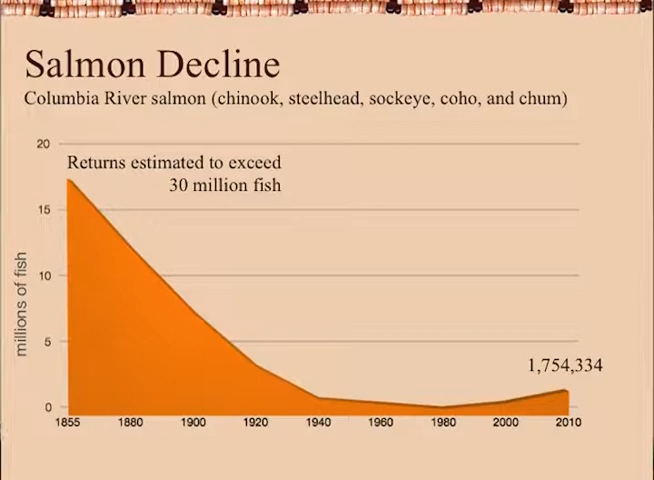 Salmon Decline
Columbia River salmon (chinook, steelhead, sockeye, coho, and chum)
20
Returns estimated to exceed
30 million fish
15
10
millions of fish
5
1,754,334
0
1855 1880 1900 1920 1940 1960 1980 2000 2010